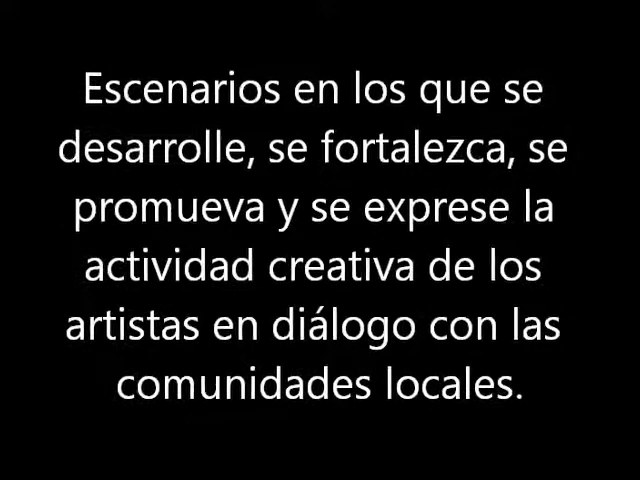 Escenarios en los que se
desarrolle, se fortalezca, se
promueva y se exprese la
actividad creativa de los
artistas en diálogo con las
comunidades locales.